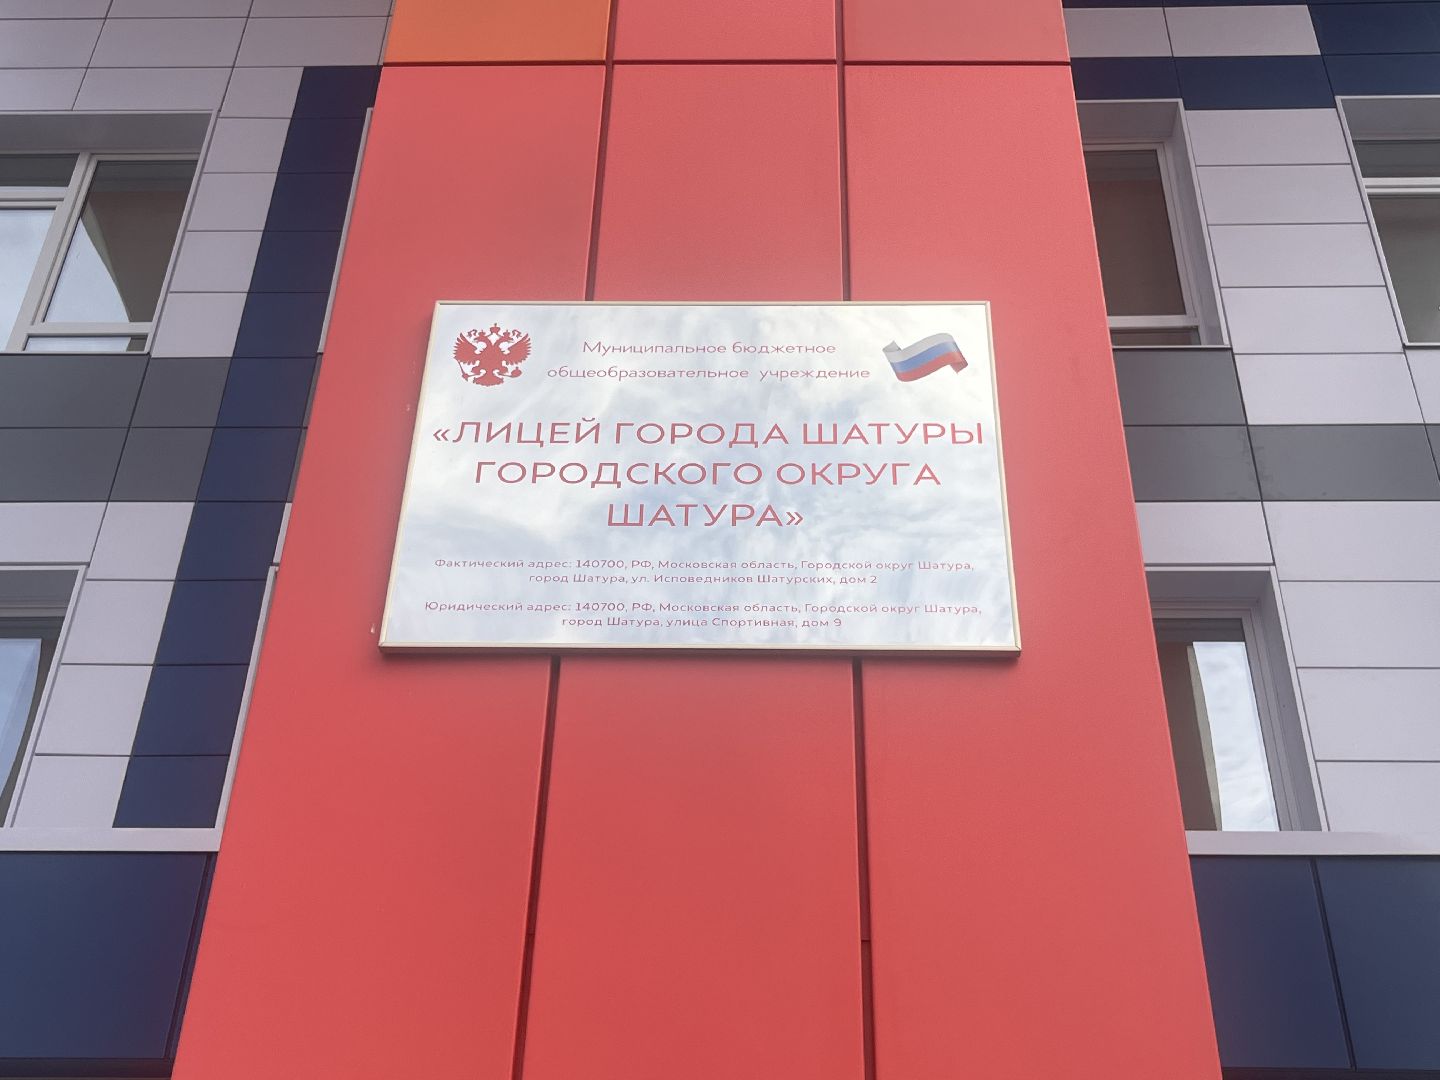 Муниципальное бюджетное
общеобразовательное учреждение
«ЛИЦЕЙ ГОРОДА ШАТУРЫ
ГОРОДСКОГО ОКРУГА
ШАТУРА»
Фактический адрес: 140700, РФ, Московская область, Городской округ Шатура,
город Шатура, ул. Исповедников Шатурских, дом 2
Юридический адрес: 140700, РФ, Московская область, Городской округ Шатура,
город Шатура, улица Спортивная, дом 9